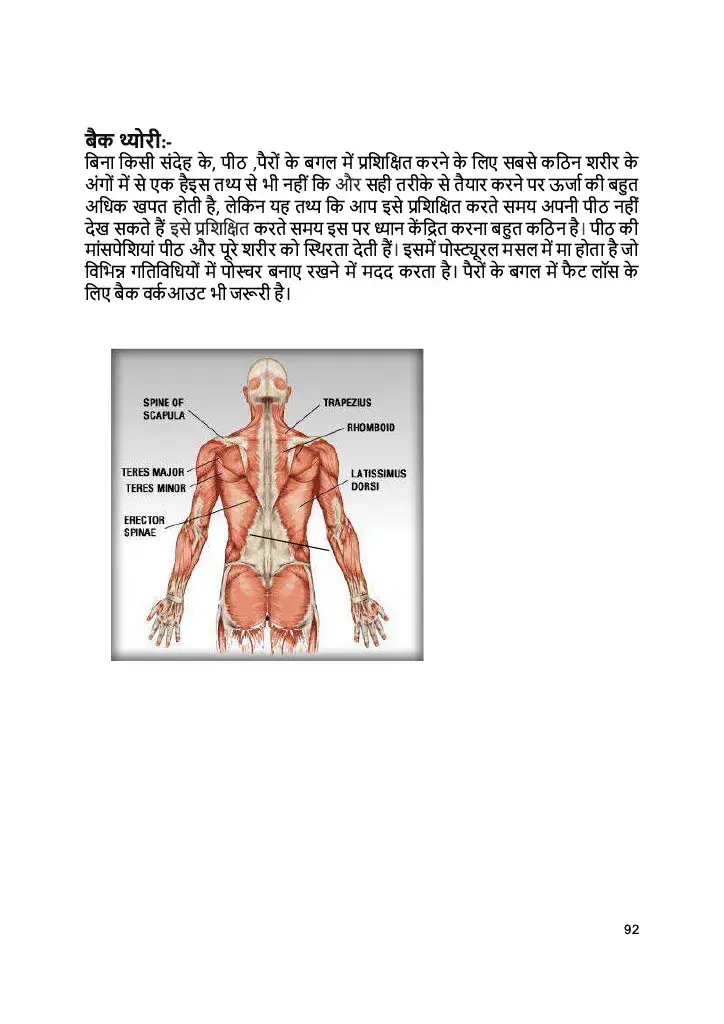 बैक थ्योरी:-
बिना किसी संदेह के, पीठ ,पैरों के बगल में प्रशिक्षित करने के लिए सबसे कठिन शरीर के
अंगों में से एक हैइस तथ्य से भी नहीं कि और सही तरीके से तैयार करने पर ऊर्जा की बहुत
अधिक खपत होती है, लेकिन यह तथ्य कि आप इसे प्रशिक्षित करते समय अपनी पीठ नहीं
देख सकते हैं इसे प्रशिक्षित करते समय इस पर ध्यान केंद्रित करना बहुत कठिन है। पीठ की
मांसपेशियां पीठ और पूरे शरीर को स्थिरता देती हैं। इसमें पोस्ट्यूरल मसल में मा होता है जो
विभिन्न गतिविधियों में पोस्चर बनाए रखने में मदद करता है। पैरों के बगल में फैट लॉस के
लिए बैक वर्कआउट भी जरूरी है।
SPINE OF
SCAPULA
TRAPEZIUS
RHOMBOID
TERES MAJOR
TERES MINOR
LATISSIMUS
DORSI
ERECTOR
SPINAE
92